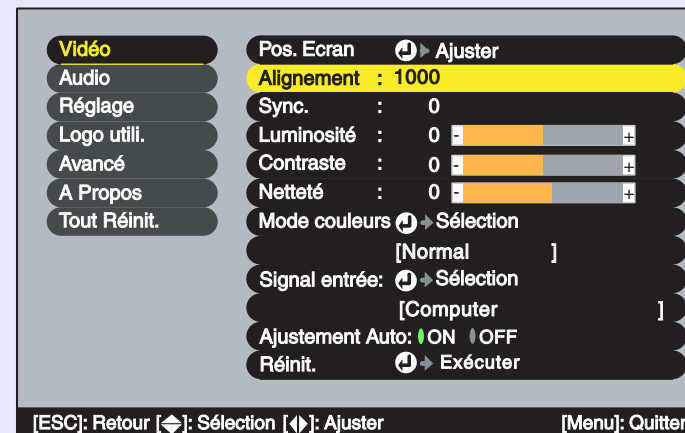 Vidéo
Audio
Réglage
Logo utili.
Avancé
A Propos
Tout Réinit.
Pos. Ecran Ajuster
Alignement : 1000
Sync. : 0
Luminosité : 0 - +
Contraste : 0 - +
Netteté : 0 - +
Mode couleurs Sélection
[Normal ]
Signal entrée: Sélection
[Computer ]
Ajustement Auto: ON OFF
Réinit. Exécuter
[ESC]: Retour [ ]: Sélection [ ]: Ajuster [Menu]: Quitter